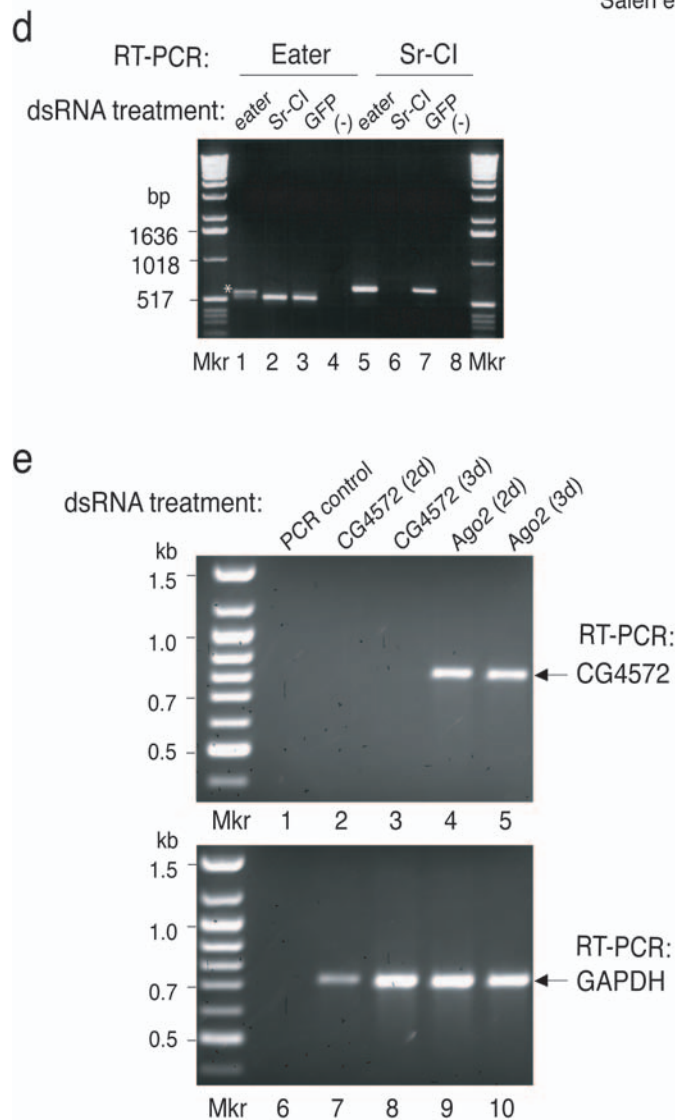 Saleh e
d
RT-PCR: Eater Sr-CI
dsRNA treatment: eater Sr-CI GFP (-) eater Sr-CI GFP (-)
bp
1636
1018
*
517
Mkr 1 2 3 4 5 6 7 8 Mkr
e
dsRNA treatment: PCR control CG4572 (2d) CG4572 (3d) Ago2 (2d) Ago2 (3d)
kb
1.5
1.0
RT-PCR:
CG4572
0.7
0.5
Mkr 1 2 3 4 5
kb
1.5
1.0
RT-PCR:
GAPDH
0.7
0.5
Mkr 6 7 8 9 10